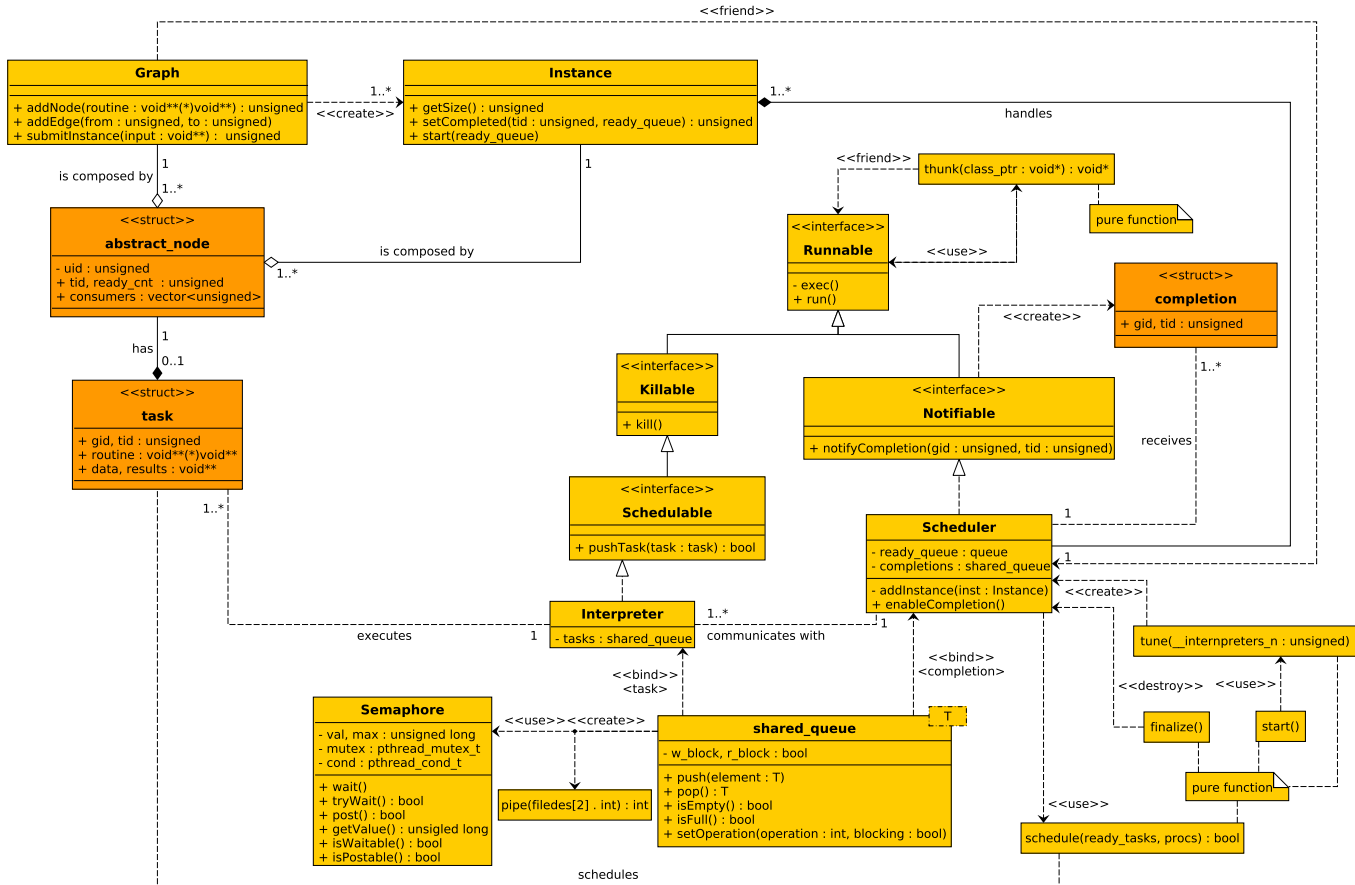 <<friend>>
Graph
+ addNode(routine : void**(*)void**) : unsigned
+ addEdge(from : unsigned, to : unsigned)
+ submitInstance(input : void**) :  unsigned
1..*
<<create>>
Instance
+ getSize() : unsigned
+ setCompleted(tid : unsigned, ready_queue) : unsigned
+ start(ready_queue)
1..*
handles
1
is composed by
1..*
1
is composed by
1..*
<<struct>>
abstract_node
- uid : unsigned
+ tid, ready_cnt  : unsigned
+ consumers : vector<unsigned>
1
has
0..1
<<struct>>
task
+ gid, tid : unsigned
+ routine : void**(*)void**
+ data, results : void**
1..*
<<friend>>
thunk(class_ptr : void*) : void*
pure function
<<interface>>
Runnable
- exec()
+ run()
<<use>>
<<struct>>
completion
+ gid, tid : unsigned
<<create>>
1..*
receives
1
<<interface>>
Killable
+ kill()
<<interface>>
Notifiable
+ notifyCompletion(gid : unsigned, tid : unsigned)
<<interface>>
Schedulable
+ pushTask(task : task) : bool
Scheduler
- ready_queue : queue
- completions : shared_queue
- addInstance(inst : Instance)
+ enableCompletion()
1
<<create>>
Interpreter
- tasks : shared_queue
executes
1
1..*
communicates with
1
tune(__internpreters_n : unsigned)
<<bind>>
<task>
<<bind>>
<completion>
<<destroy>>
<<use>>
finalize()
start()
pure function
Semaphore
- val, max : unsigned long
- mutex : pthread_mutex_t
- cond : pthread_cond_t
+ wait()
+ tryWait() : bool
+ post() : bool
+ getValue() : unsigled long
+ isWaitable() : bool
+ isPostable() : bool
<<use>><<create>>
pipe(filedes[2] . int) : int
T
shared_queue
- w_block, r_block : bool
+ push(element : T)
+ pop() : T
+ isEmpty() : bool
+ isFull() : bool
+ setOperation(operation : int, blocking : bool)
<<use>>
schedule(ready_tasks, procs) : bool
schedules